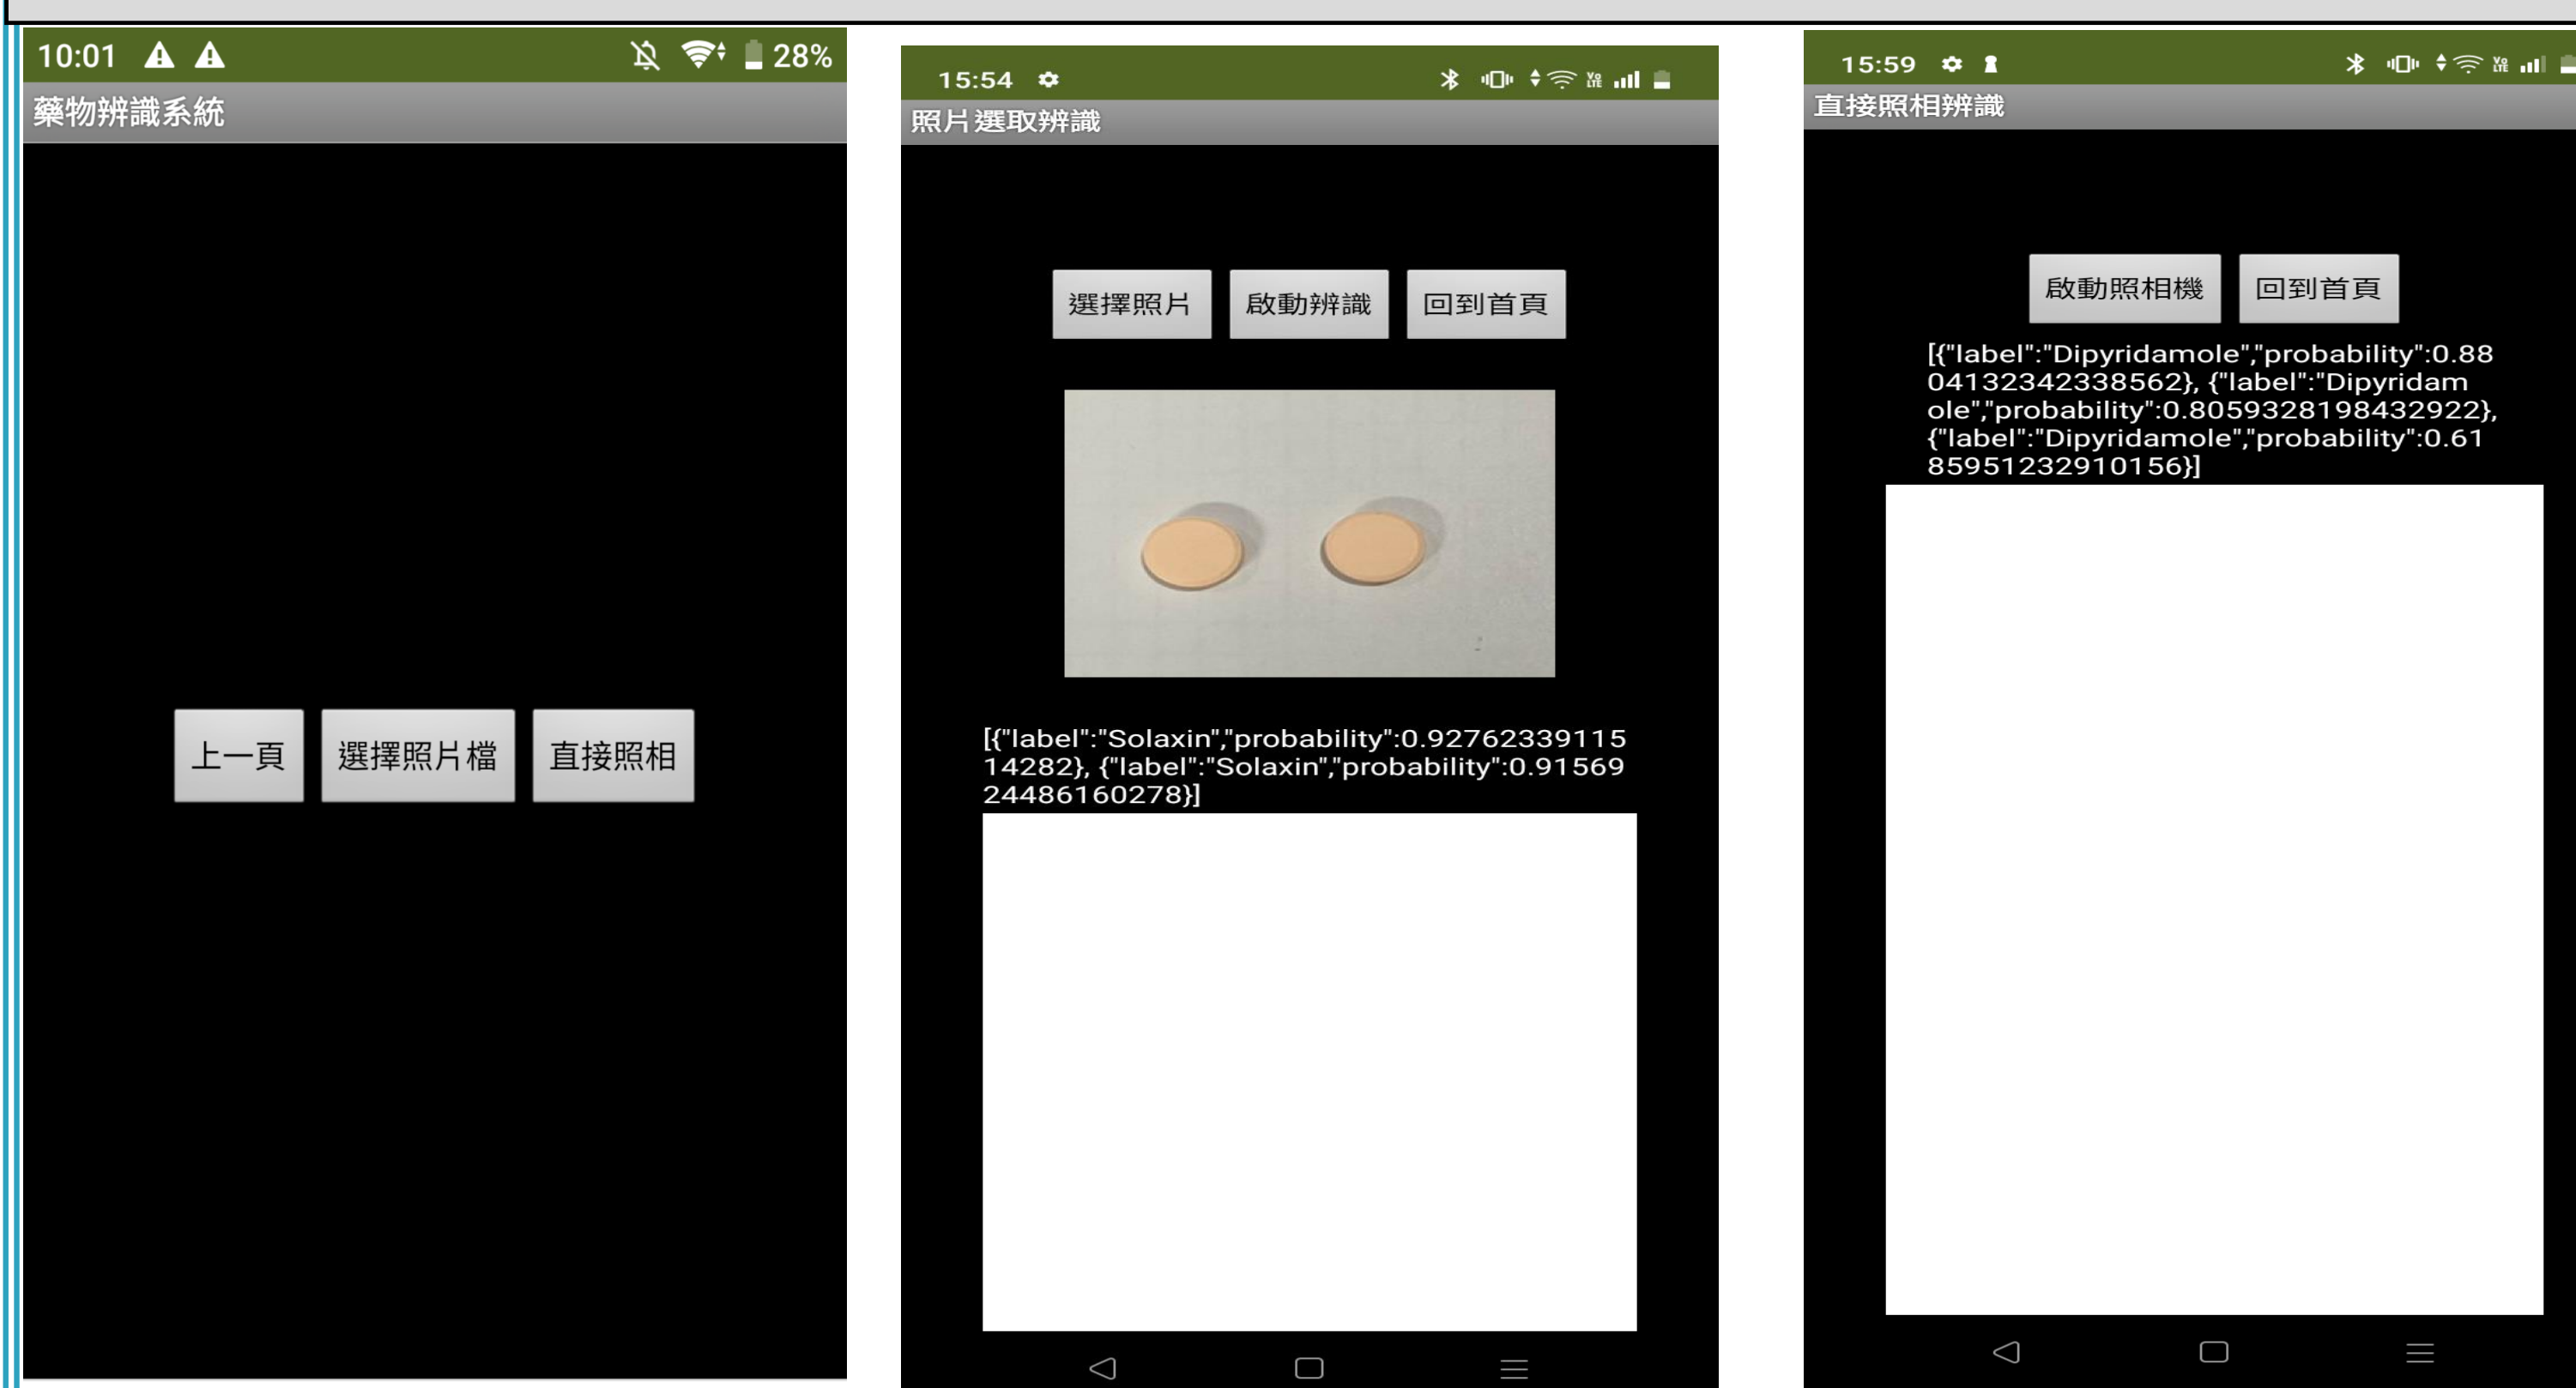 10:01
28%
藥物辨識系統
上一頁
選擇照片檔
直接照相
15:54
照片選取辨識
選擇照片
啟動辨識
回到首頁
[{"label":"Solaxin","probability":0.92762339115
14282}, {"label":"Solaxin","probability":0.91569
24486160278}]
15:59
直接照相辨識
啟動照相機
回到首頁
[{"label":"Dipyridamole","probability":0.88
04132342338562}, {"label":"Dipyridam
ole","probability":0.8059328198432922},
{"label":"Dipyridamole","probability":0.61
85951232910156}]